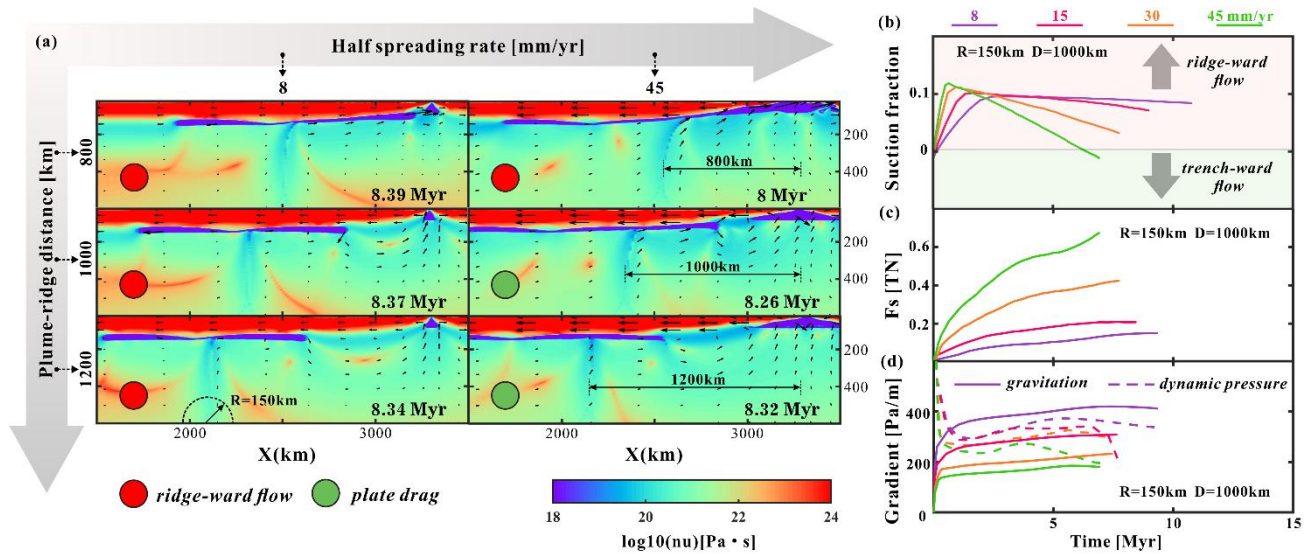 (a)
Half spreading rate [mm/yr]
8
45
Plume-ridge distance [km]
800
1000
1200
8.39 Myr
800km
8 Myr
200
400
8.37 Myr
1000km
8.26 Myr
200
400
R=150km
8.34 Myr
1200km
8.32 Myr
200
400
2000
3000
2000
3000
X(km)
X(km)
ridge-ward flow
plate drag
18
20
22
24
log10(nu)[Pa · s]
(b)
8
15
30
45 mm/yr
R=150km D=1000km
ridge-ward
flow
trench-ward
flow
Suction fraction
0.1
0
(c)
R=150km D=1000km
Fs [TN]
0.6
0.4
0.2
(d)
gravitation
dynamic pressure
Gradient [Pa/m]
400
200
0
R=150km D=1000km
0
5
10
15
Time [Myr]